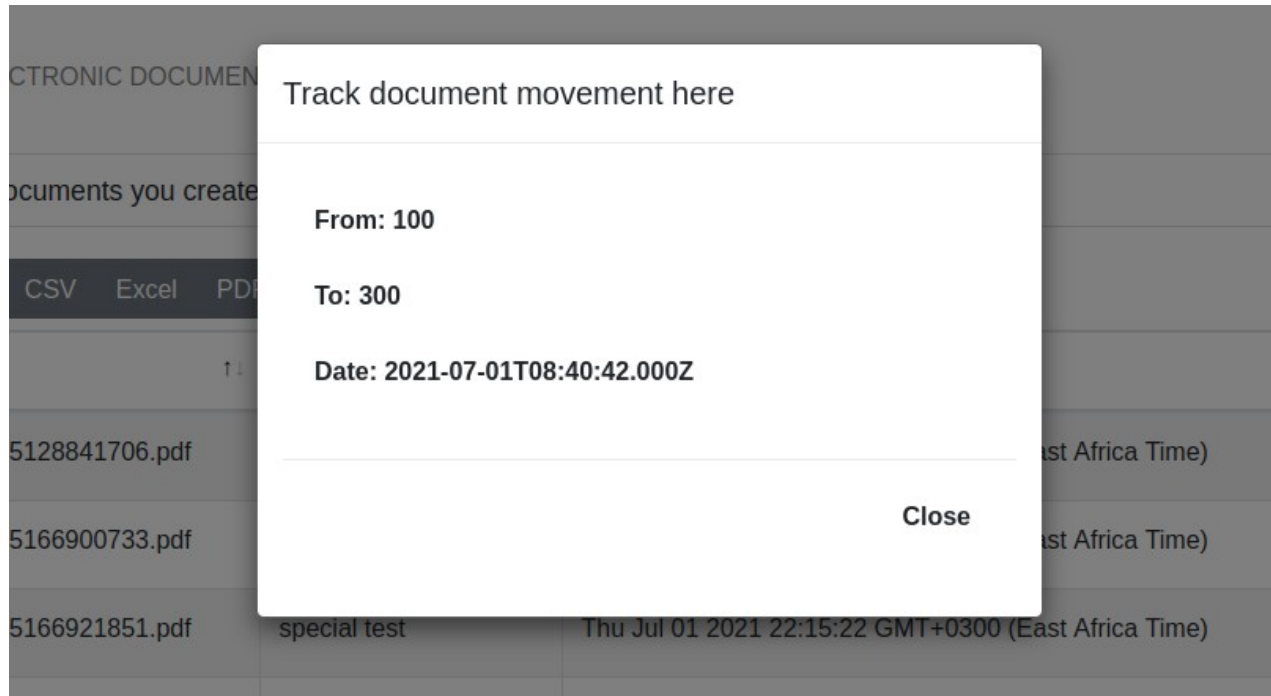 CTRONIC DOCUMEN
Track document movement here
ocuments you create
From: 100
CSV Excel PDF
To: 300
Date: 2021-07-01T08:40:42.000Z
5128841706.pdf ast Africa Time)
Close
5166900733.pdf ast Africa Time)
5166921851.pdf special test Thu Jul 01 2021 22:15:22 GMT+0300 (East Africa Time)